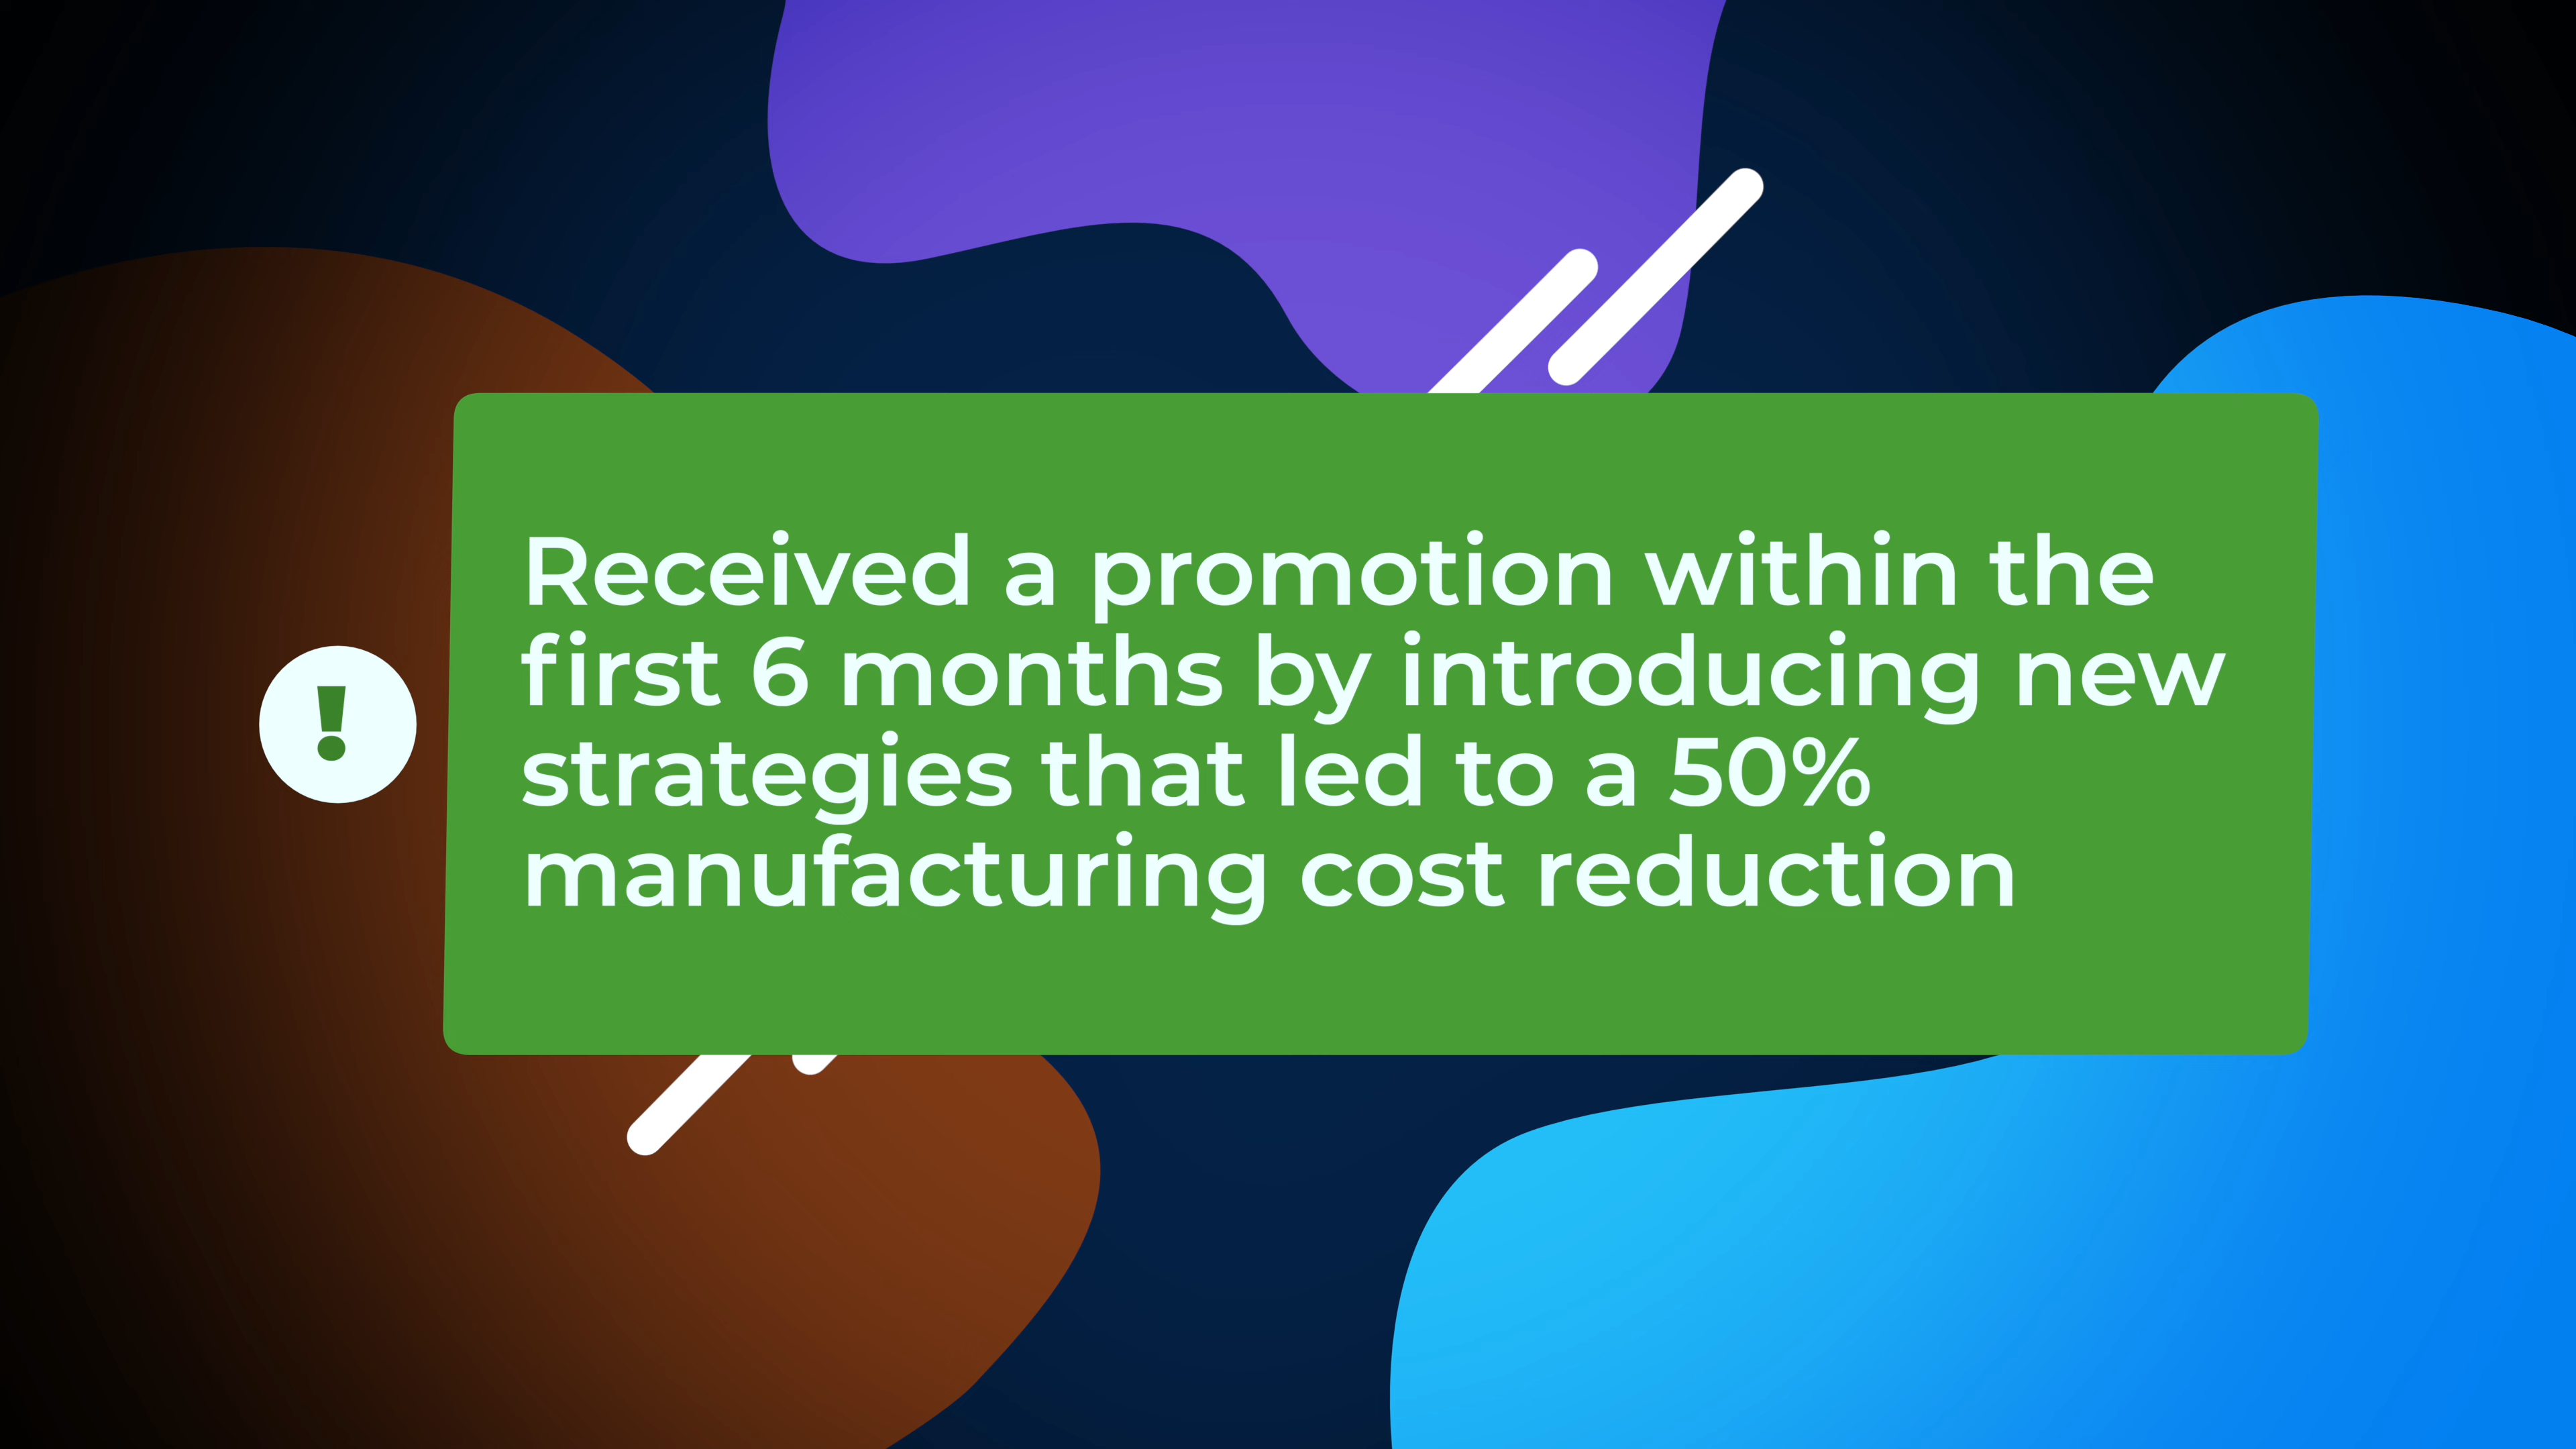 Received a promotion within the
first 6 months by introducing new
! strategies that led to a 50%
manufacturing cost reduction